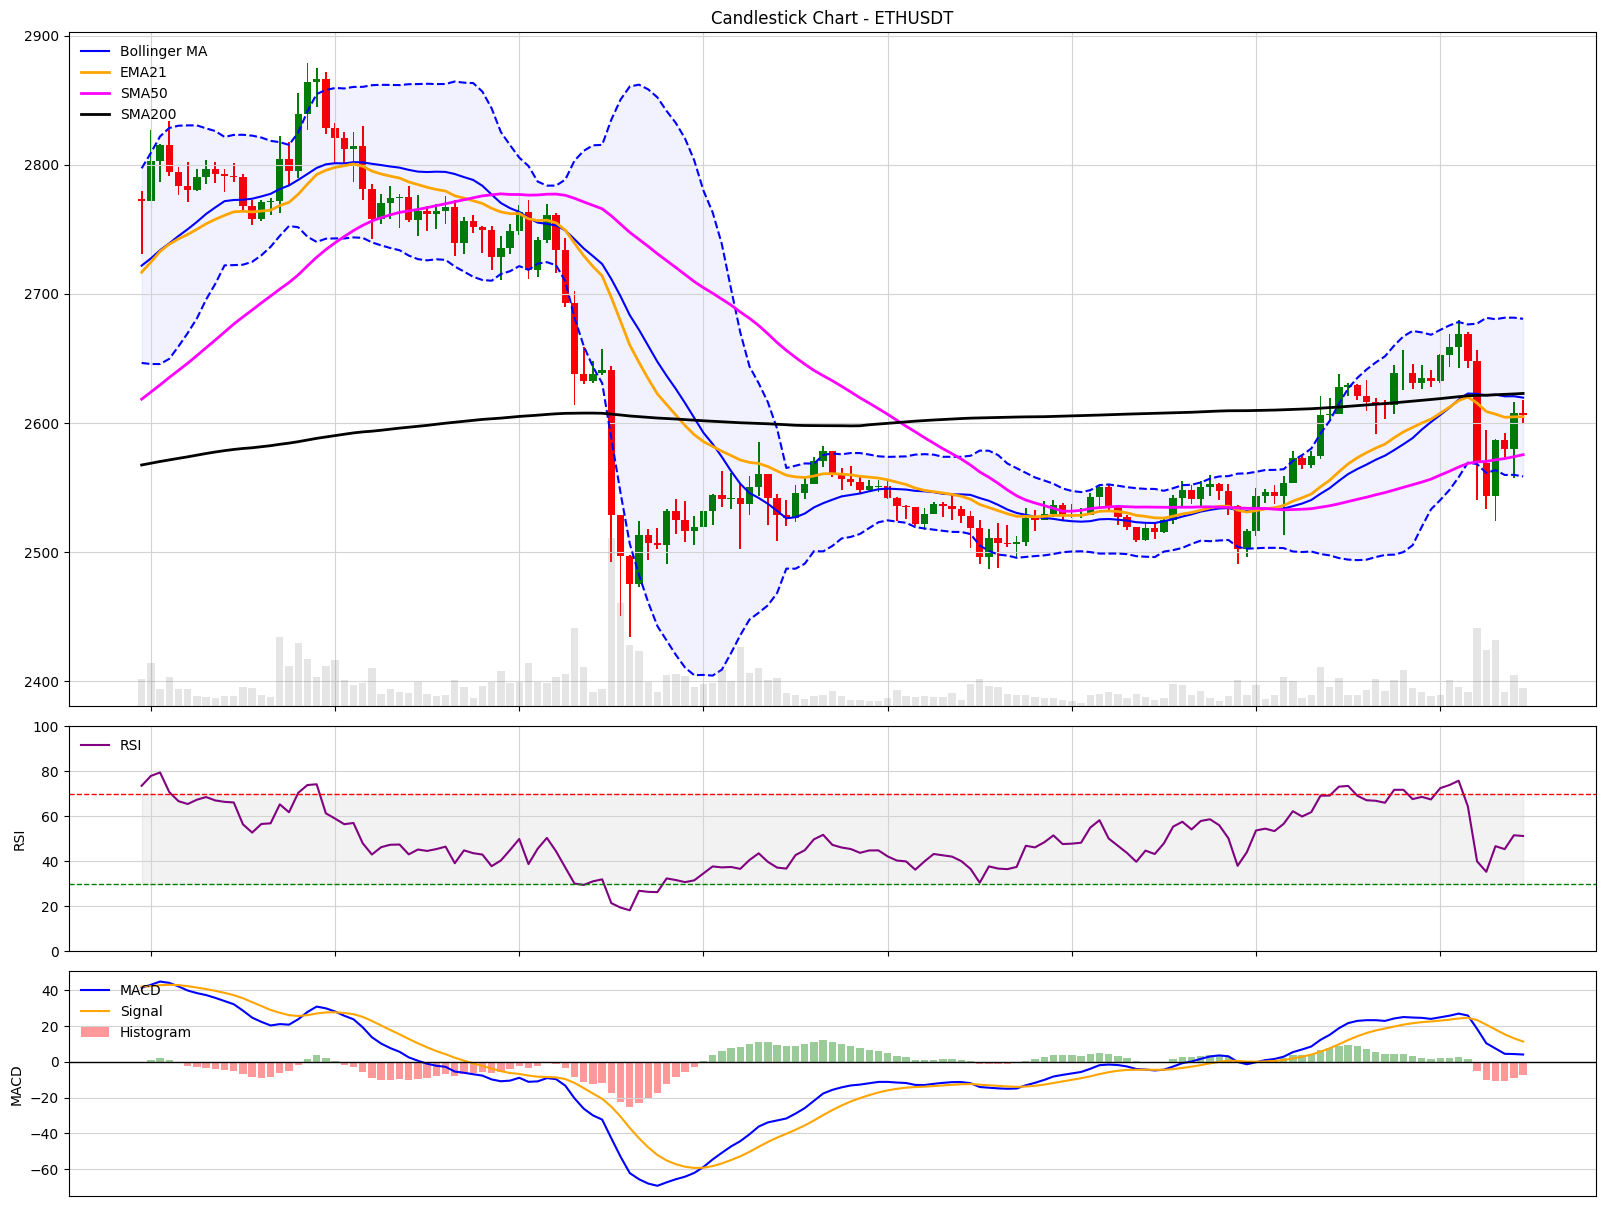 Candlestick Chart - ETHUSDT
2900
2800
2700
2600
2500
2400
Bollinger MA
EMA21
SMA50
SMA200
100
80
60
40
20
0
RSI
RSI
40
20
0
−20
−40
−60
MACD
MACD
Signal
Histogram